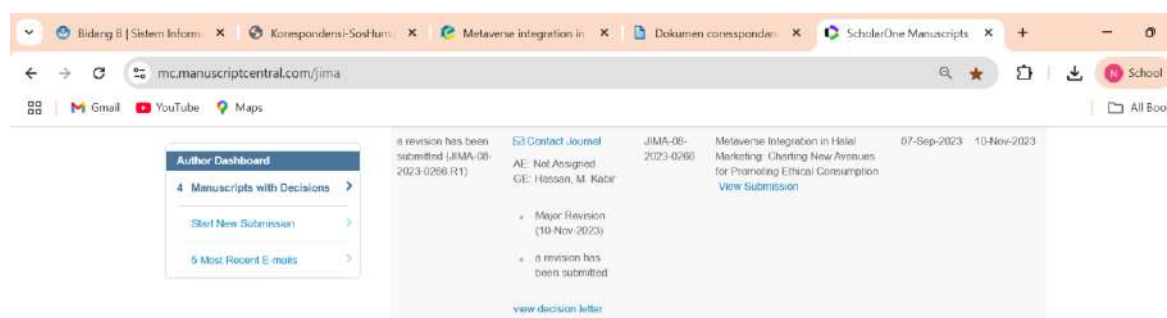 Bidang B | Sistem Inform
Korespondensi-SosHum
Metaverse integration in
Dokumen corespondan
ScholarOne Manuscripts
mc.manuscriptcentral.com/jima
School
Gmail
YouTube
Maps
All Boo
Author Dashboard
4 Manuscripts with Decisions
Start New Submission
5 Most Recent E-mails
a revision has been
submitted (JIMA-08-
2023-0266.R1)
Contact Journal
AE: Not Assigned
GE: Hassan, M. Kabir
Major Revision
(10-Nov-2023)
a revision has
been submitted
view decision letter
JIMA-08-
2023-0266
Metaverse Integration in Halal
Marketing: Charting New Avenues
for Promoting Ethical Consumption
View Submission
07-Sep-2023
10-Nov-2023